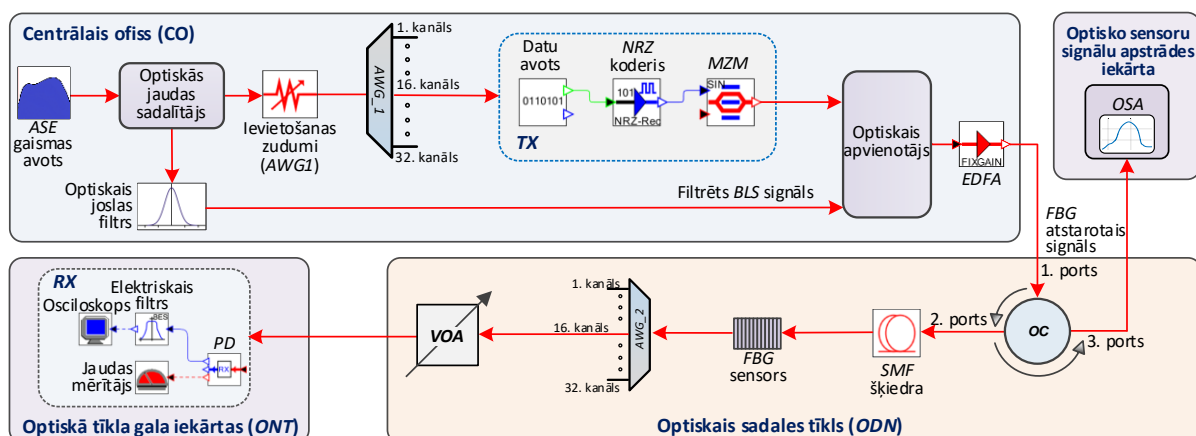 Centrālais ofiss (CO)
ASE
gaismas
avots
Optiskās
jaudas
sadalītājs
Ievietošanas
zudumi
(AWG1)
Optiskais
joslas
filtrs
1. kanāls
AWG_1
16. kanāls
32. kanāls
Datu
avots
0110101
NRZ
koderis
101
NRZ-Rec
MZM
SIN
TX
Filtrēts BLS signāls
Optiskais
apvienotājs
FIXGAIN
EDFA
Optisko sensoru
signālu apstrādes
iekārta
OSA
FBG
atstarotais
signāls
1. ports
2. ports
OC
3. ports
RX
Elektriskais
filtrs
Osciloskops
BES
PD
RX
Jaudas
mērītājs
Optiskā tīkla gala iekārtas (ONT)
VOA
1. kanāls
16. kanāls
AWG_2
32. kanāls
FBG
sensors
SMF
šķiedra
Optiskais sadales tīkls (ODN)